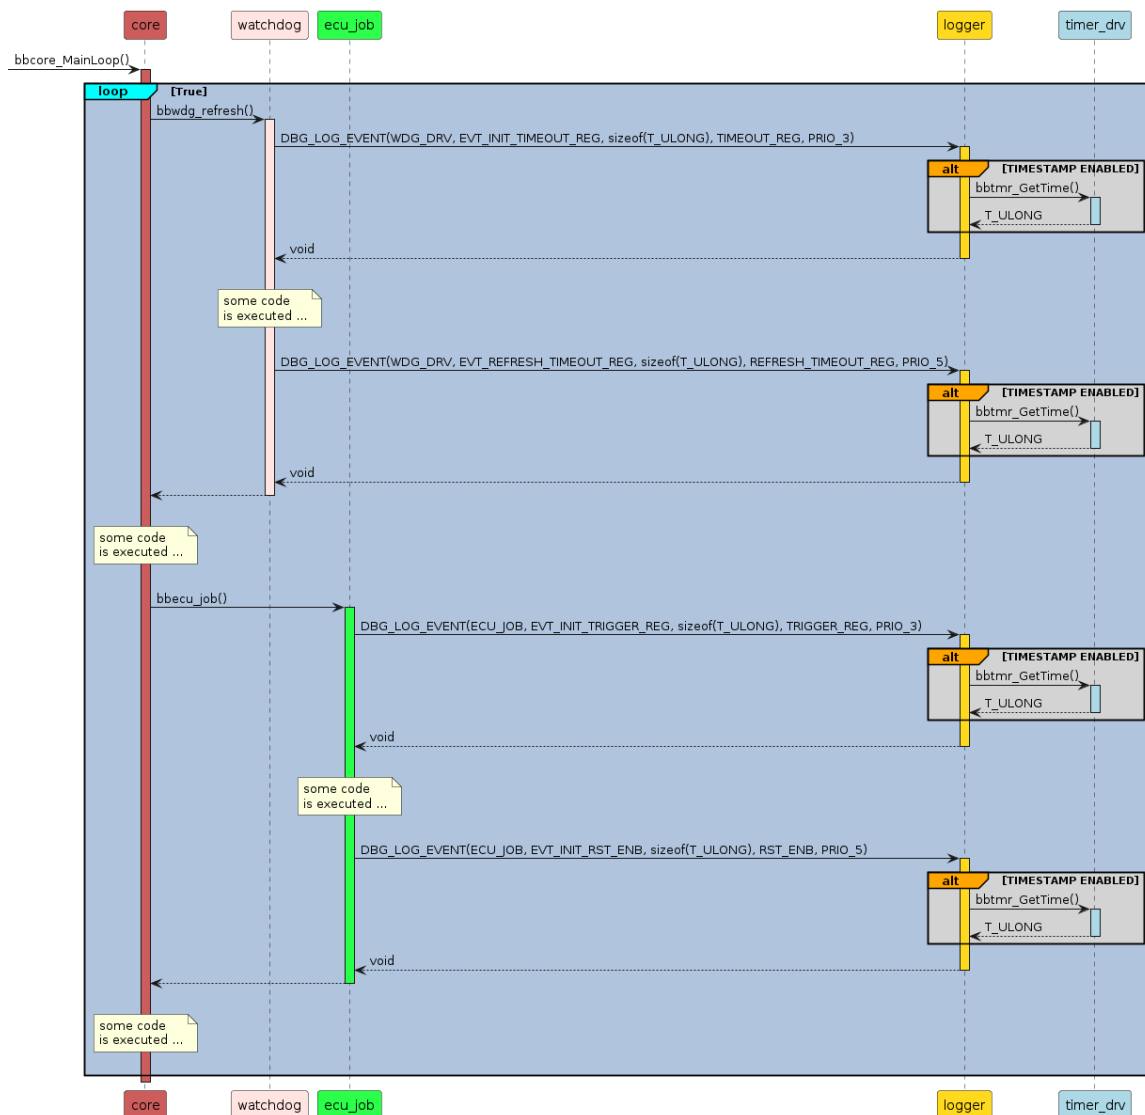 core watchdog ecu_job logger timer_drv
bbcore_MainLoop()
loop [True]
bbwdg_refresh()
DBG_LOG_EVENT(WDG_DRV, EVT_INIT_TIMEOUT_REG, sizeof(T_ULONG), TIMEOUT_REG, PRIO_3)
alt [TIMESTAMP ENABLED]
bbtmr_GetTime()
T_ULONG
void
some code
is executed ...
DBG_LOG_EVENT(WDG_DRV, EVT_REFRESH_TIMEOUT_REG, sizeof(T_ULONG), REFRESH_TIMEOUT_REG, PRIO_5)
alt [TIMESTAMP ENABLED]
bbtmr_GetTime()
T_ULONG
void
some code
is executed ...
bbecu_job()
DBG_LOG_EVENT(ECU_JOB, EVT_INIT_TRIGGER_REG, sizeof(T_ULONG), TRIGGER_REG, PRIO_3)
alt [TIMESTAMP ENABLED]
bbtmr_GetTime()
T_ULONG
void
some code
is executed ...
DBG_LOG_EVENT(ECU_JOB, EVT_INIT_RST_ENB, sizeof(T_ULONG), RST_ENB, PRIO_5)
alt [TIMESTAMP ENABLED]
bbtmr_GetTime()
T_ULONG
void
some code
is executed ...
core watchdog ecu_job logger timer_drv